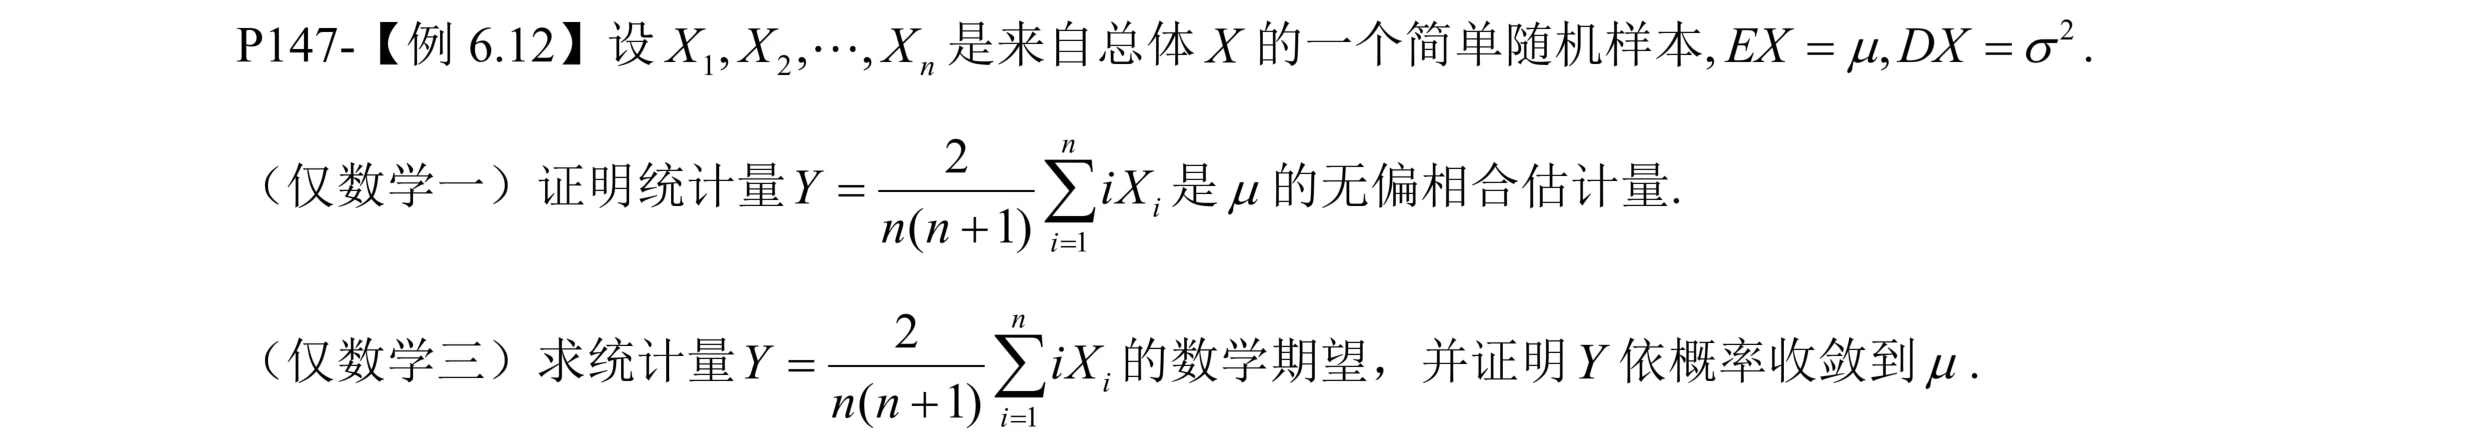 P147-【例 6.12】设 $X_1, X_2, \cdots, X_n$ 是来自总体 $X$ 的一个简单随机样本, $EX = \mu, DX = \sigma^2$.
（仅数学一）证明统计量 $Y = \frac{2}{n(n+1)} \sum_{i=1}^{n} iX_i$ 是 $\mu$ 的无偏相合估计量.
（仅数学三）求统计量 $Y = \frac{2}{n(n+1)} \sum_{i=1}^{n} iX_i$ 的数学期望，并证明 $Y$ 依概率收敛到 $\mu$.